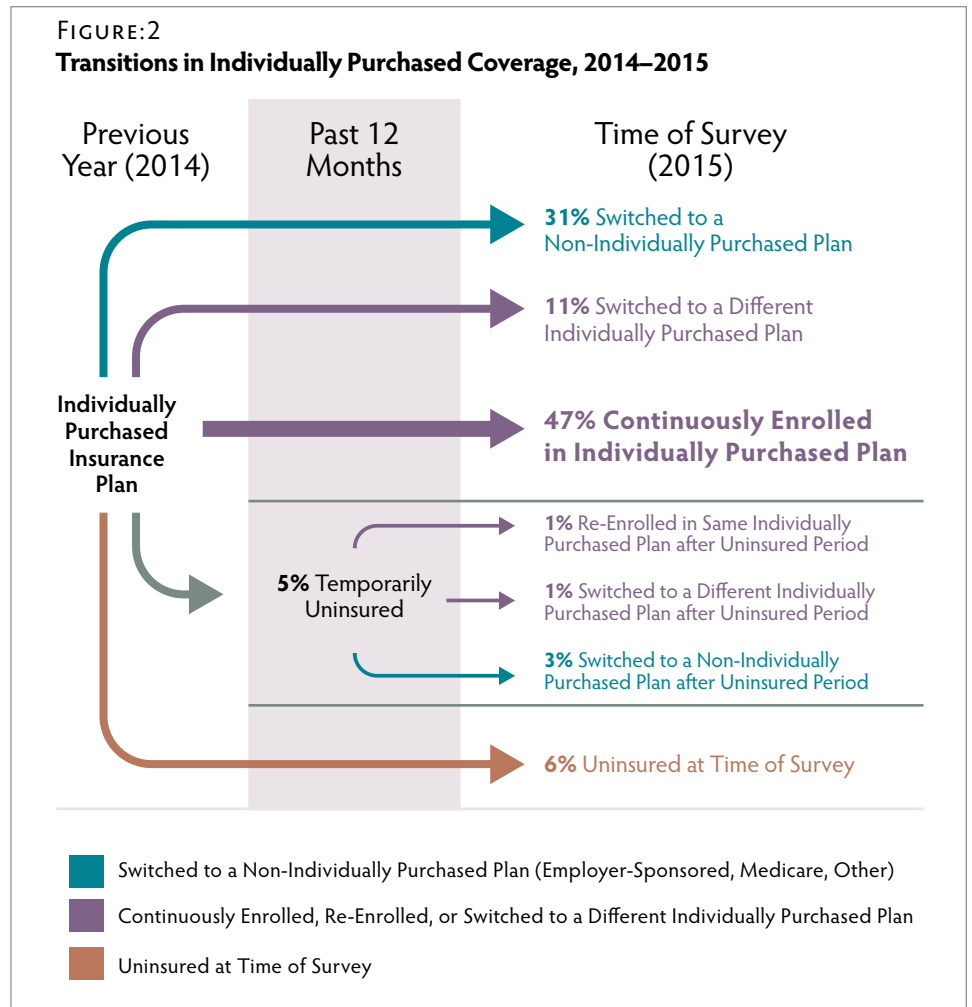 FIGURE:2
Transitions in Individually Purchased Coverage, 2014–2015
Previous
Year (2014)
Past 12
Months
Time of Survey
(2015)
31% Switched to a
Non-Individually Purchased Plan
11% Switched to a Different
Individually Purchased Plan
Individually
Purchased
Insurance
Plan
47% Continuously Enrolled
in Individually Purchased Plan
5% Temporarily
Uninsured
1% Re-Enrolled in Same Individually
Purchased Plan after Uninsured Period
1% Switched to a Different Individually
Purchased Plan after Uninsured Period
3% Switched to a Non-Individually
Purchased Plan after Uninsured Period
6% Uninsured at Time of Survey
Switched to a Non-Individually Purchased Plan (Employer-Sponsored, Medicare, Other)
Continuously Enrolled, Re-Enrolled, or Switched to a Different Individually Purchased Plan
Uninsured at Time of Survey